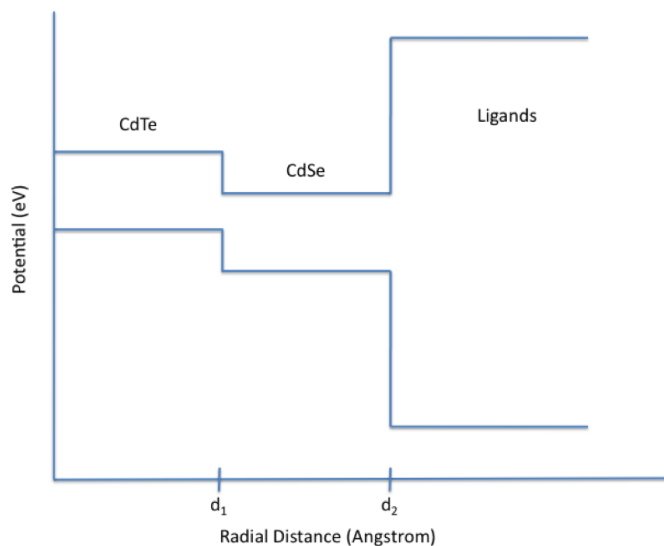 CdTe
Ligands
CdSe
Potential (eV)
d₁
d₂
Radial Distance (Angstrom)